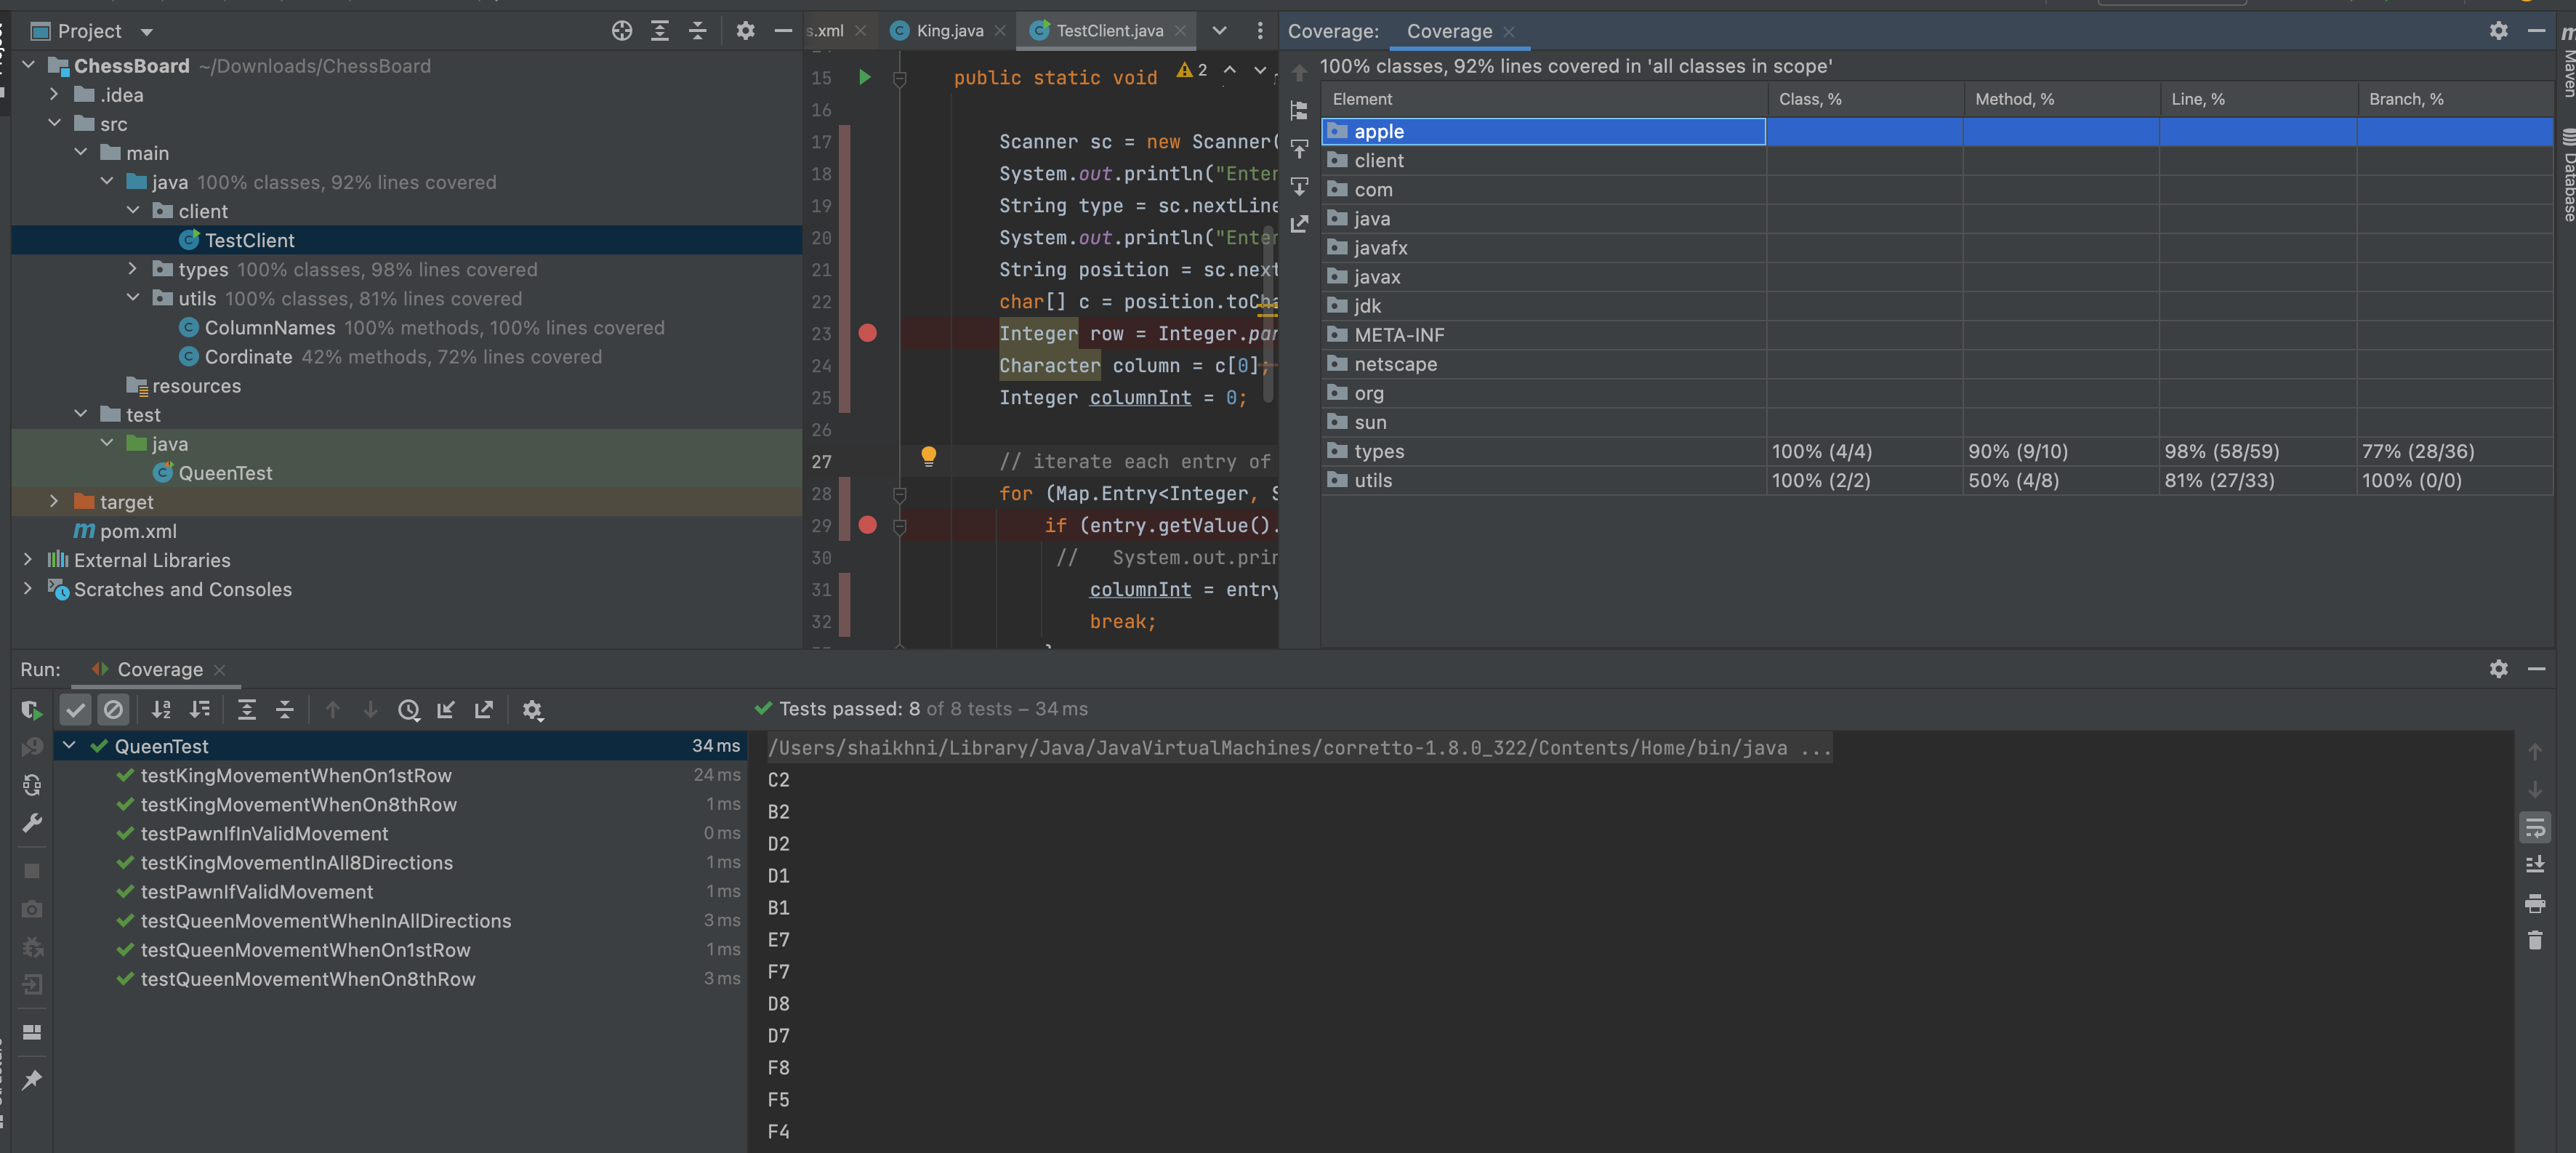 Project
ChessBoard ~/Downloads/ChessBoard
.idea
src
main
java 100% classes, 92% lines covered
client
TestClient
types 100% classes, 98% lines covered
utils 100% classes, 81% lines covered
ColumnNames 100% methods, 100% lines covered
Cordinate 42% methods, 72% lines covered
resources
test
java
QueenTest
target
pom.xml
External Libraries
Scratches and Consoles
s.xml King.java TestClient.java
15 public static void 2
16
17 Scanner sc = new Scanner(
18 System.out.println("Enter
19 String type = sc.nextLine
20 System.out.println("Enter
21 String position = sc.next
22 char[] c = position.toCha
23 Integer row = Integer.par
24 Character column = c[0];
25 Integer columnInt = 0;
26
27 // iterate each entry of
28 for (Map.Entry<Integer, S
29 if (entry.getValue().
30 // System.out.prin
31 columnInt = entry
32 break;
Coverage: Coverage
100% classes, 92% lines covered in 'all classes in scope'
Element Class, % Method, % Line, % Branch, %
apple
client
com
java
javafx
javax
jdk
META-INF
netscape
org
sun
types 100% (4/4) 90% (9/10) 98% (58/59) 77% (28/36)
utils 100% (2/2) 50% (4/8) 81% (27/33) 100% (0/0)
Maven
Database
Run: Coverage
Tests passed: 8 of 8 tests – 34 ms
QueenTest 34 ms
testKingMovementWhenOn1stRow 24 ms
testKingMovementWhenOn8thRow 1 ms
testPawnIfInValidMovement 0 ms
testKingMovementInAll8Directions 1 ms
testPawnIfValidMovement 1 ms
testQueenMovementWhenInAllDirections 3 ms
testQueenMovementWhenOn1stRow 1 ms
testQueenMovementWhenOn8thRow 3 ms
/Users/shaikhni/Library/Java/JavaVirtualMachines/corretto-1.8.0_322/Contents/Home/bin/java ...
C2
B2
D2
D1
B1
E7
F7
D8
D7
F8
F5
F4